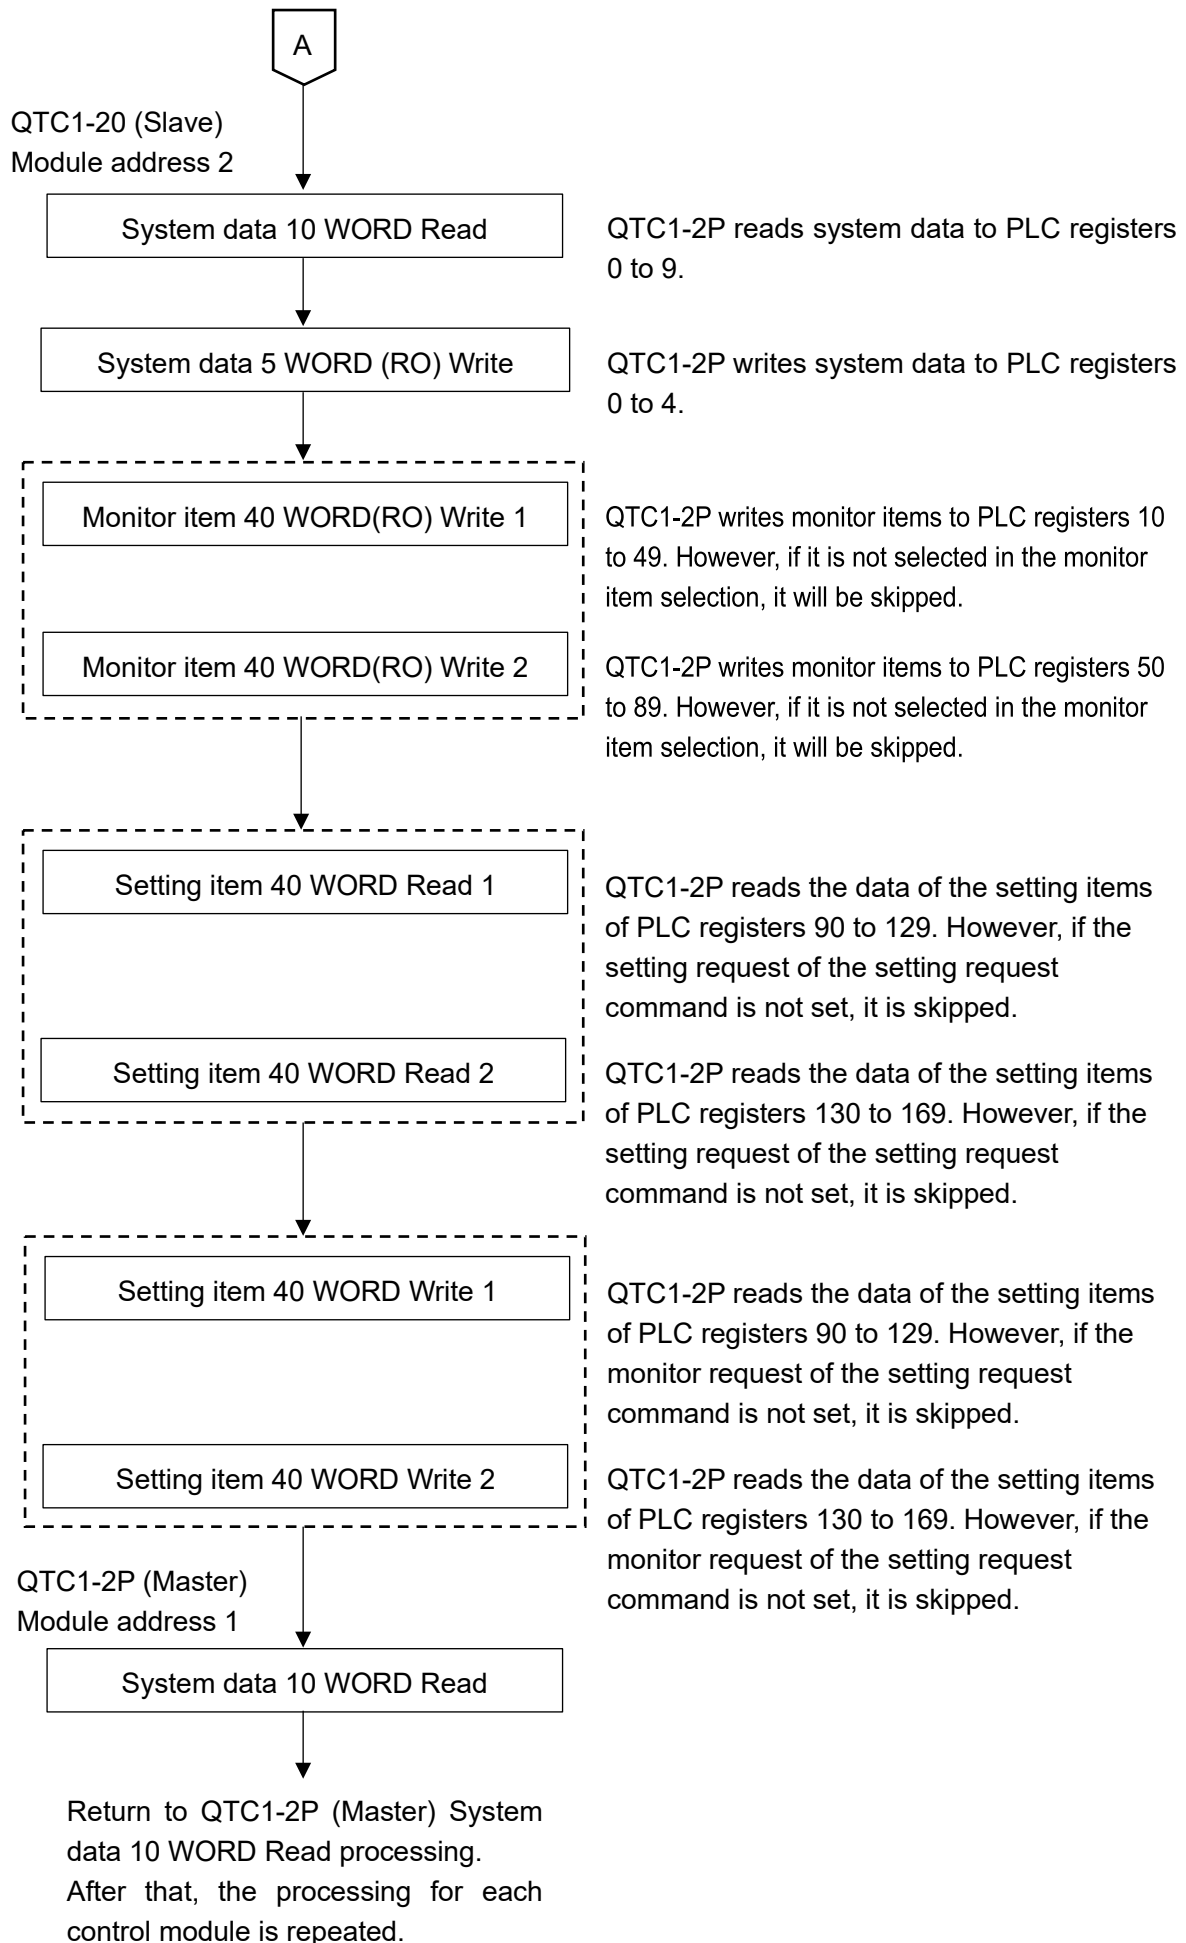 A
QTC1-20 (Slave)
Module address 2
System data 10 WORD Read
QTC1-2P reads system data to PLC registers
0 to 9.
System data 5 WORD (RO) Write
QTC1-2P writes system data to PLC registers
0 to 4.
Monitor item 40 WORD(RO) Write 1
QTC1-2P writes monitor items to PLC registers 10
to 49. However, if it is not selected in the monitor
item selection, it will be skipped.
Monitor item 40 WORD(RO) Write 2
QTC1-2P writes monitor items to PLC registers 50
to 89. However, if it is not selected in the monitor
item selection, it will be skipped.
Setting item 40 WORD Read 1
QTC1-2P reads the data of the setting items
of PLC registers 90 to 129. However, if the
setting request of the setting request
command is not set, it is skipped.
Setting item 40 WORD Read 2
QTC1-2P reads the data of the setting items
of PLC registers 130 to 169. However, if the
setting request of the setting request
command is not set, it is skipped.
Setting item 40 WORD Write 1
QTC1-2P reads the data of the setting items
of PLC registers 90 to 129. However, if the
monitor request of the setting request
command is not set, it is skipped.
Setting item 40 WORD Write 2
QTC1-2P reads the data of the setting items
of PLC registers 130 to 169. However, if the
monitor request of the setting request
command is not set, it is skipped.
QTC1-2P (Master)
Module address 1
System data 10 WORD Read
Return to QTC1-2P (Master) System
data 10 WORD Read processing.
After that, the processing for each
control module is repeated.